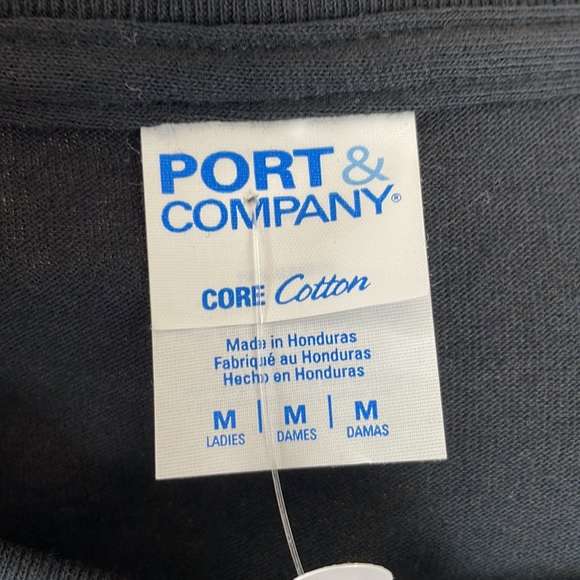 PORT &
COMPANY®
CORE Cotton
Made in Honduras
Fabriqué au Honduras
Hecho en Honduras
M | M | M
LADIES DAMES DAMAS